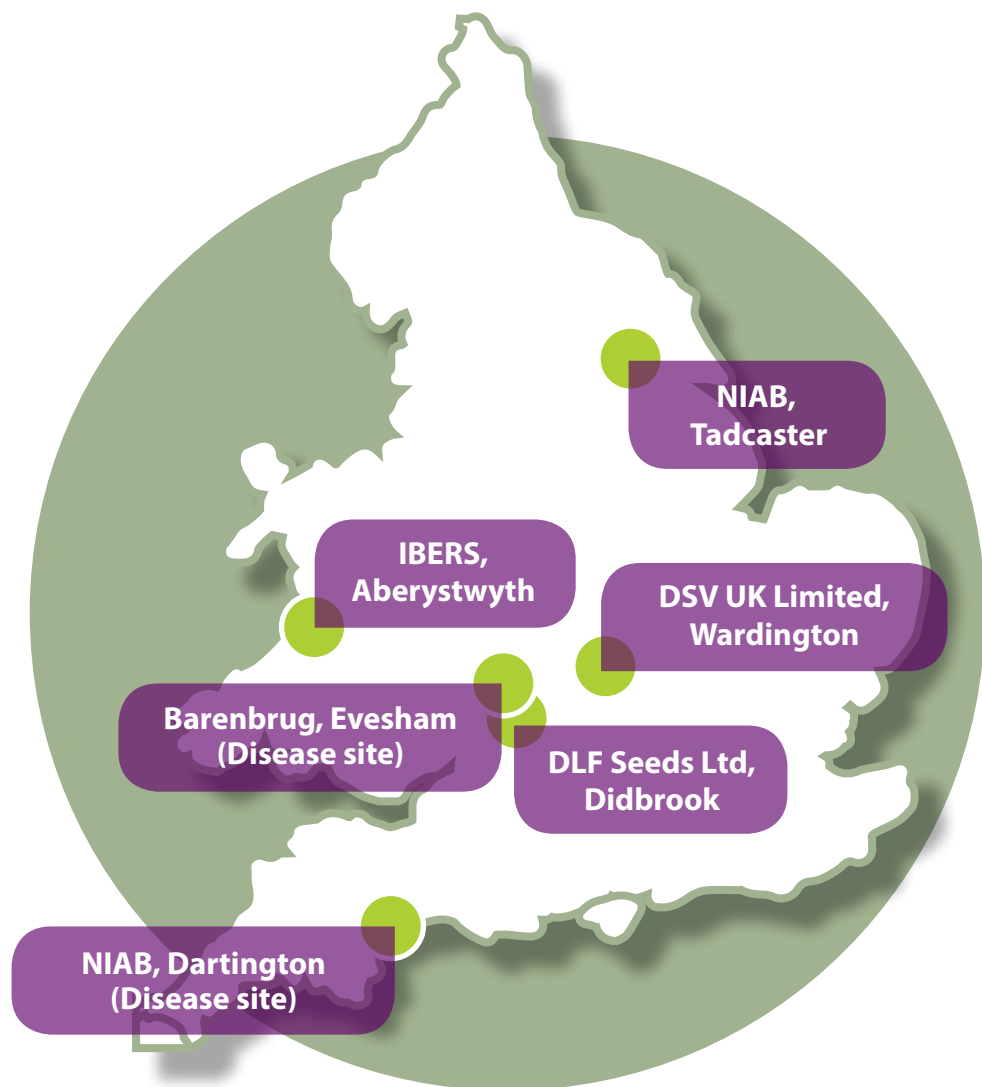 NIAB,
Tadcaster
IBERS,
Aberystwyth
DSV UK Limited,
Wardington
Barenbrug, Evesham
(Disease site)
DLF Seeds Ltd,
Didbrook
NIAB, Dartington
(Disease site)